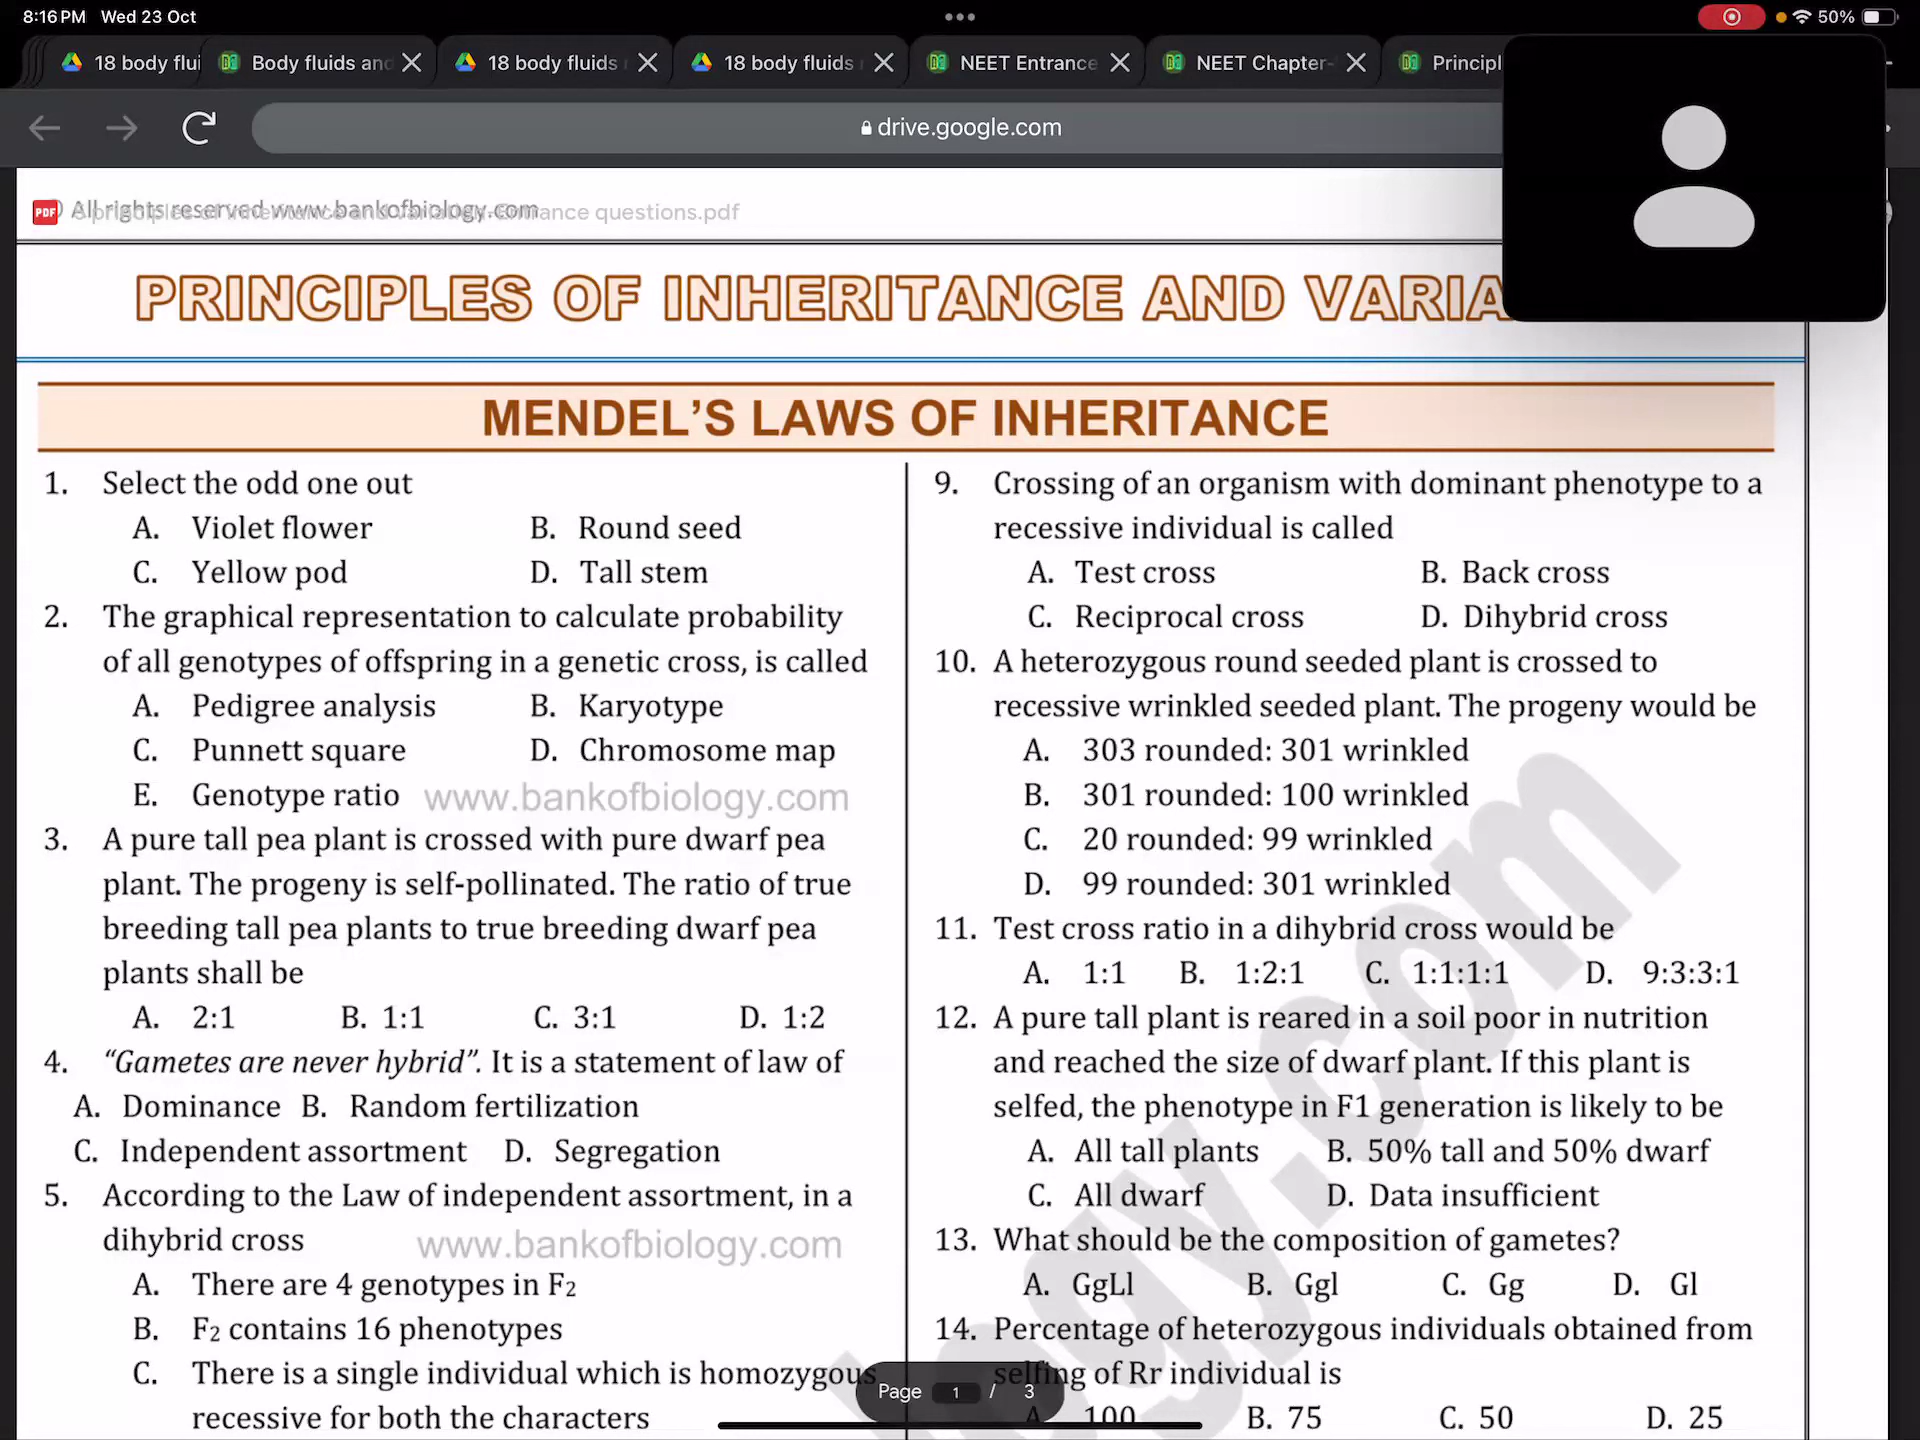 8:16 PM Wed 23 Oct
50%
18 body flui
Body fluids and
18 body fluids
18 body fluids
NEET Entrance
NEET Chapter-
Principl
drive.google.com
PDF
All rights reserved www.bankofbiology.com
principles of inheritance and variation-entrance questions.pdf
PRINCIPLES OF INHERITANCE AND VARIA
MENDEL’S LAWS OF INHERITANCE
1. Select the odd one out
A. Violet flower B. Round seed
C. Yellow pod D. Tall stem
2. The graphical representation to calculate probability
of all genotypes of offspring in a genetic cross, is called
A. Pedigree analysis B. Karyotype
C. Punnett square D. Chromosome map
E. Genotype ratio www.bankofbiology.com
3. A pure tall pea plant is crossed with pure dwarf pea
plant. The progeny is self-pollinated. The ratio of true
breeding tall pea plants to true breeding dwarf pea
plants shall be
A. 2:1 B. 1:1 C. 3:1 D. 1:2
4. “Gametes are never hybrid”. It is a statement of law of
A. Dominance B. Random fertilization
C. Independent assortment D. Segregation
5. According to the Law of independent assortment, in a
dihybrid cross www.bankofbiology.com
A. There are 4 genotypes in F2
B. F2 contains 16 phenotypes
C. There is a single individual which is homozygous
recessive for both the characters
9. Crossing of an organism with dominant phenotype to a
recessive individual is called
A. Test cross B. Back cross
C. Reciprocal cross D. Dihybrid cross
10. A heterozygous round seeded plant is crossed to
recessive wrinkled seeded plant. The progeny would be
A. 303 rounded: 301 wrinkled
B. 301 rounded: 100 wrinkled
C. 20 rounded: 99 wrinkled
D. 99 rounded: 301 wrinkled
11. Test cross ratio in a dihybrid cross would be
A. 1:1 B. 1:2:1 C. 1:1:1:1 D. 9:3:3:1
12. A pure tall plant is reared in a soil poor in nutrition
and reached the size of dwarf plant. If this plant is
selfed, the phenotype in F1 generation is likely to be
A. All tall plants B. 50% tall and 50% dwarf
C. All dwarf D. Data insufficient
13. What should be the composition of gametes?
A. GgLl B. Ggl C. Gg D. Gl
14. Percentage of heterozygous individuals obtained from
selfing of Rr individual is
A. 100 B. 75 C. 50 D. 25
logy.com
Page 1 / 3